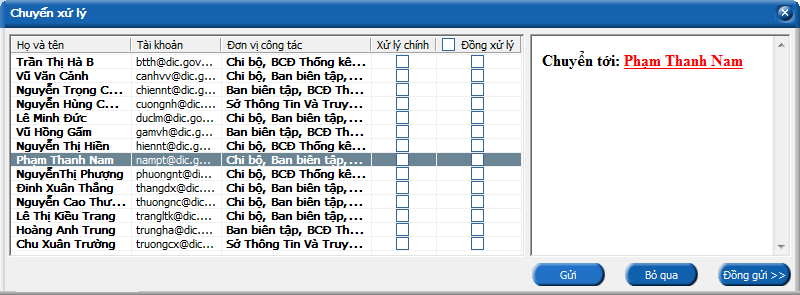 Chuyển xử lý
Họ và tên Tài khoản Đơn vị công tác Xử lý chính Đồng xử lý
Trần Thị Hà B btth@dic.gov... Chi bộ, BCĐ Thống kê...
Vũ Văn Cảnh canhvv@dic.... Chi bộ, Ban biên tập,...
Nguyễn Trọng C... chiennt@dic.... Chi bộ, BCĐ Thống kê...
Nguyễn Hùng C... cuongnh@dic... Sở Thông Tin Và Truy...
Lê Minh Đức duclm@dic.go... Chi bộ, Ban biên tập,...
Vũ Hồng Gấm gamvh@dic.... Ban biên tập, BCĐ Th...
Nguyễn Thị Hiền hiennt@dic.g... Chi bộ, BCĐ Thống kê...
Phạm Thanh Nam nampt@dic.g... Chi bộ, Ban biên tập,...
NguyễnThị Phượng phuongnt@di... Chi bộ, BCĐ Thống kê...
Đinh Xuân Thắng thangdx@dic.... Chi bộ, Ban biên tập,...
Nguyễn Cao Thư... thuongnc@dic... Chi bộ, Ban biên tập,...
Lê Thị Kiều Trang trangltk@dic.... Chi bộ, Ban biên tập,...
Hoàng Anh Trung trungha@dic... Ban biên tập, BCĐ Th...
Chu Xuân Trường truongcx@dic... Sở Thông Tin Và Truy...
Chuyển tới: Phạm Thanh Nam
Gửi Bỏ qua Đồng gửi >>